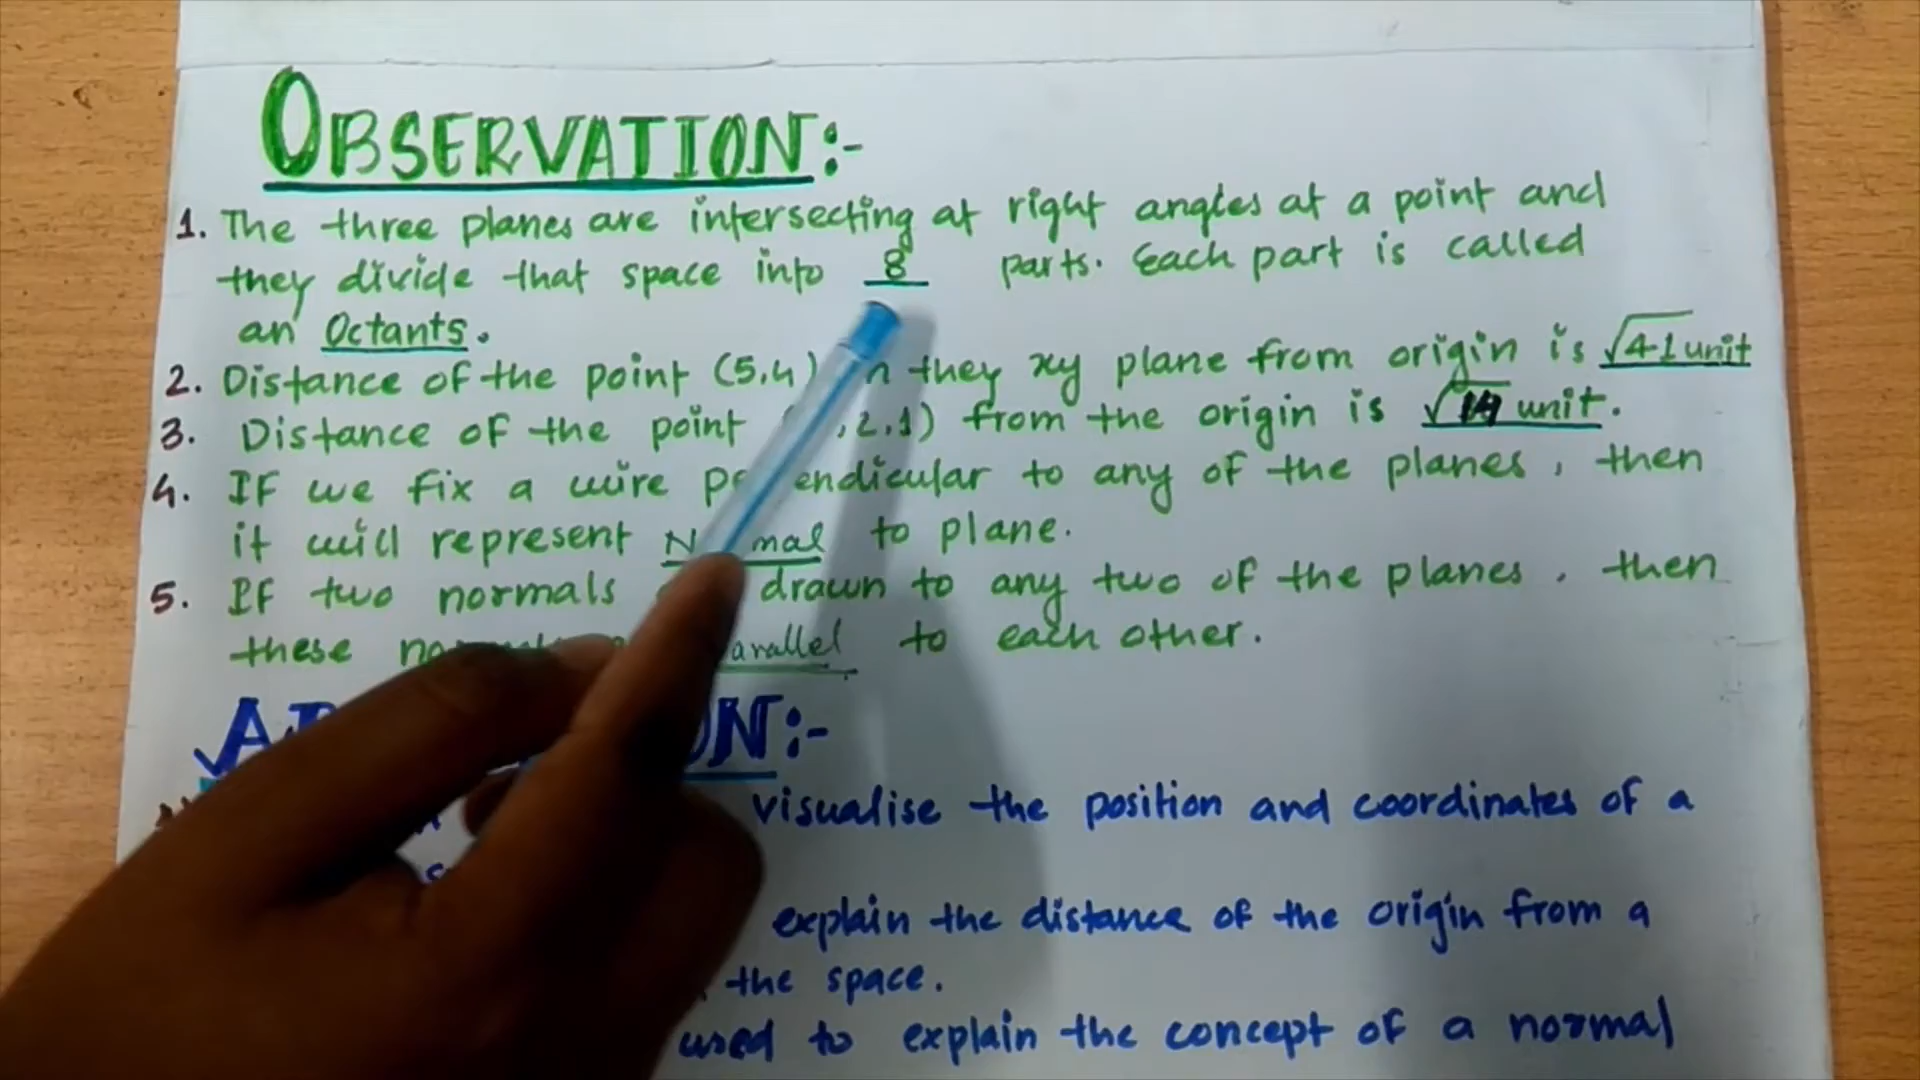 OBSERVATION:-
1. The three planes are intersecting at right angles at a point and
they divide that space into 8 parts. Each part is called
an Octants.
2. Distance of the point (5,4) they xy plane from origin is √41 unit
3. Distance of the point ,2,1) from the origin is √14 unit.
4. IF we fix a wire endicular to any of the planes, then
it will represent to plane.
5. IF two normals drawn to any two of the planes, then
these arallel to each other.
visualise the position and coordinates of a
explain the distance of the origin from a
the space.
used to explain the concept of a normal